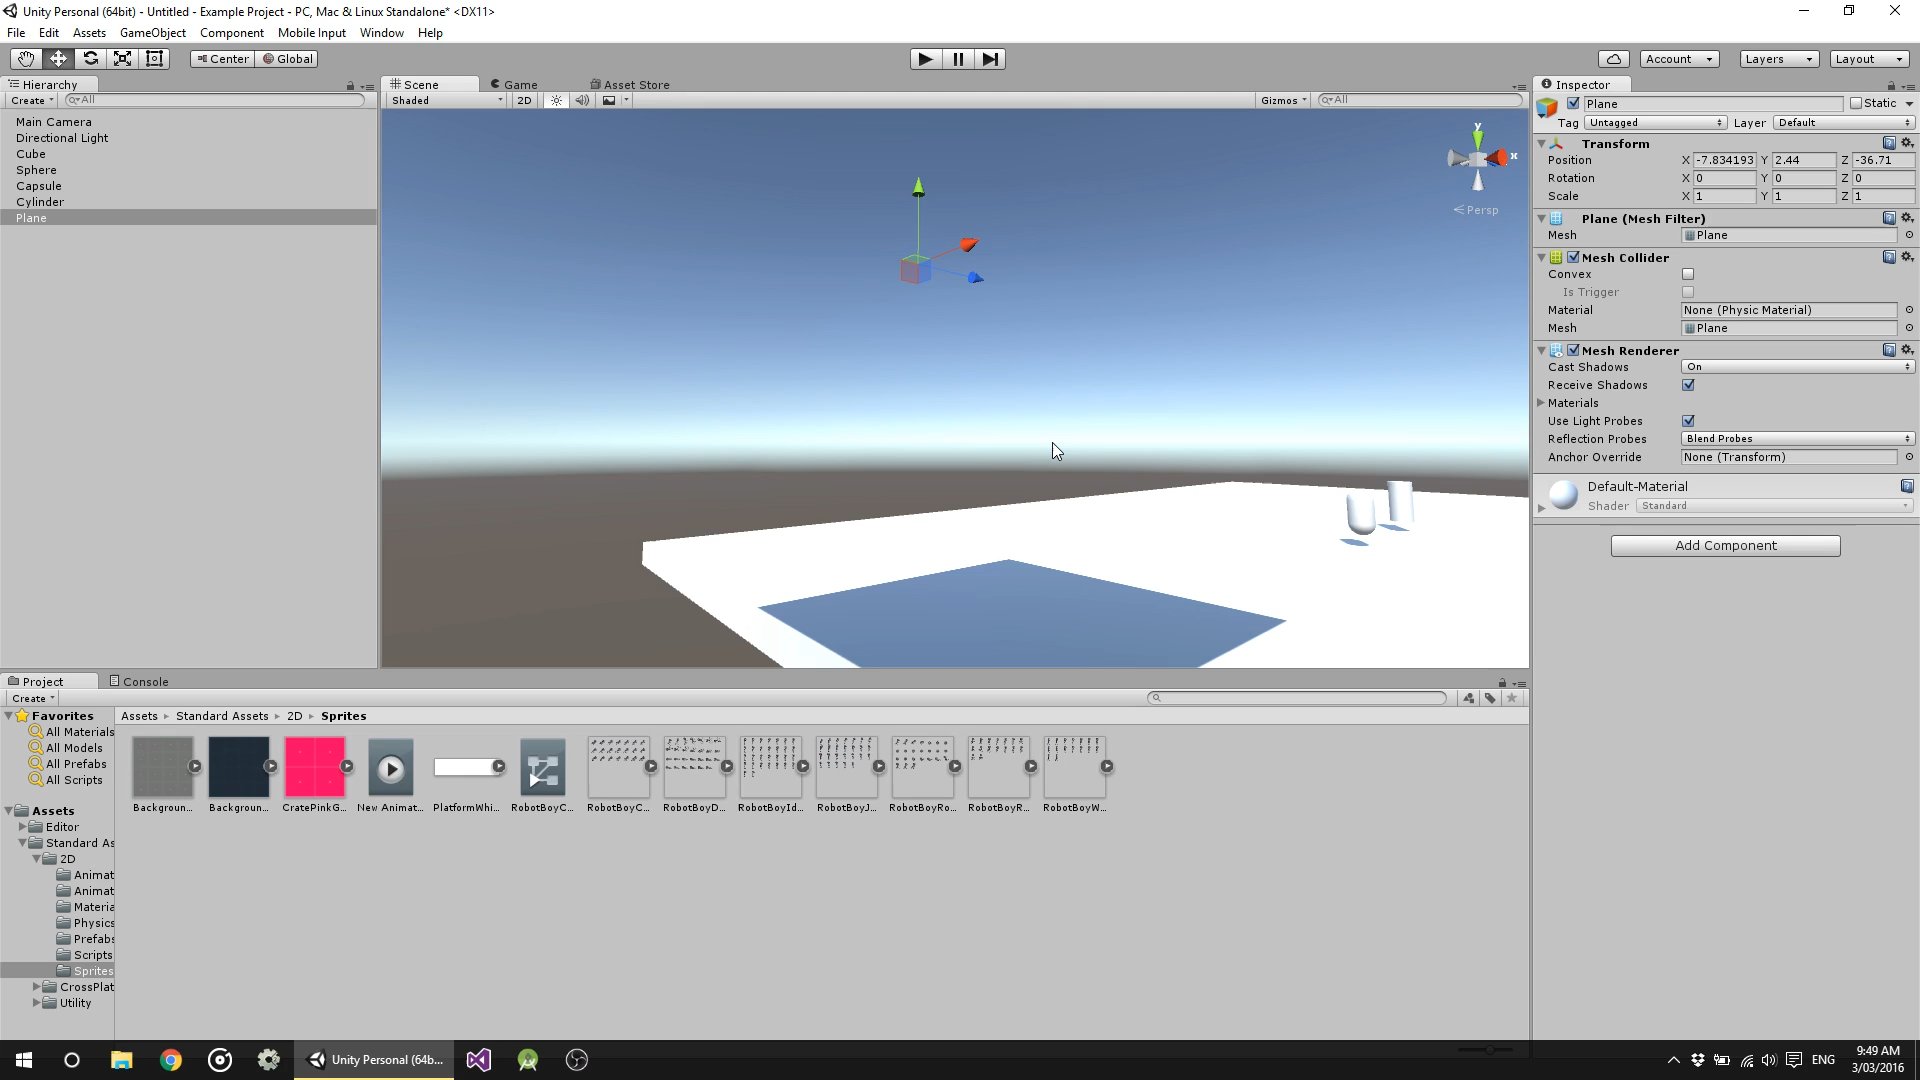 Unity Personal (64bit) - Untitled - Example Project - PC, Mac & Linux Standalone* <DX11>
File Edit Assets GameObject Component Mobile Input Window Help
Center Global Account Layers Layout
Hierarchy
Create All
Main Camera
Directional Light
Cube
Sphere
Capsule
Cylinder
Plane
Scene Game Asset Store
Shaded 2D Gizmos All
y
x
Persp
Inspector
Plane Static
Tag Untagged Layer Default
Transform
Position X -7.834193 Y 2.44 Z -36.71
Rotation X 0 Y 0 Z 0
Scale X 1 Y 1 Z 1
Plane (Mesh Filter)
Mesh Plane
Mesh Collider
Convex
Is Trigger
Material None (Physic Material)
Mesh Plane
Mesh Renderer
Cast Shadows On
Receive Shadows
Materials
Use Light Probes
Reflection Probes Blend Probes
Anchor Override None (Transform)
Default-Material
Shader Standard
Add Component
Project Console
Create
Favorites
All Materials
All Models
All Prefabs
All Scripts
Assets
Editor
Standard As
2D
Animat
Animat
Materia
Physics
Prefabs
Scripts
Sprites
CrossPlat
Utility
Assets Standard Assets 2D Sprites
Backgroun... Backgroun... CratePinkG... New Animat... PlatformWhi... RobotBoyC... RobotBoyC... RobotBoyD... RobotBoyId... RobotBoyJ... RobotBoyRo... RobotBoyR... RobotBoyW...
Unity Personal (64b...
ENG
9:49 AM
3/03/2016